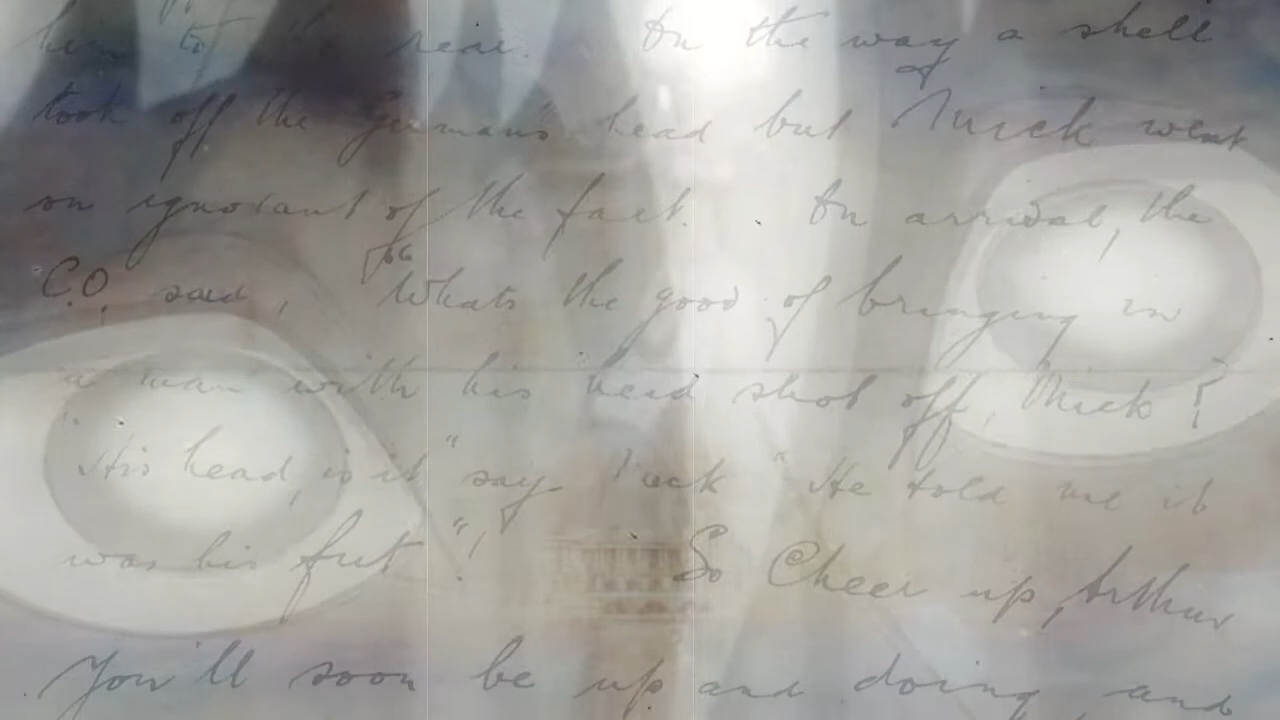 him to the rear. On the way a shell
took off the German's head but Mick went
on ignorant of the fact. On arrival, the
C.O. said, "Whats the good of bringing in
a man with his head shot off, Mick?"
"His head, is it" says Mick "He told me it
was his feet"! So Cheer up, Arthur
You'll soon be up and doing and